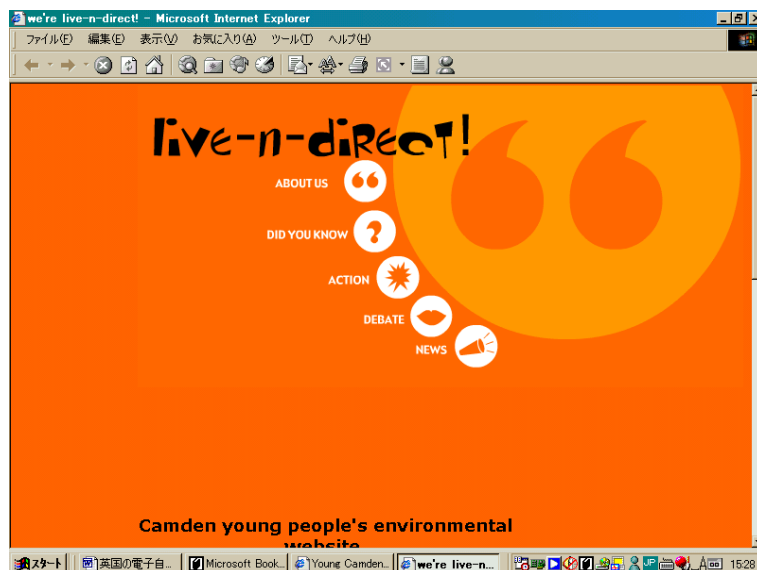 we're live-n-direct! - Microsoft Internet Explorer
ファイル(F) 編集(E) 表示(V) お気に入り(A) ツール(T) ヘルプ(H)
live-n-direct!
ABOUT US
DID YOU KNOW
ACTION
DEBATE
NEWS
Camden young people's environmental
website
スタート 英国の電子自... Microsoft Book... Young Camden... we're live-n... JP A 15:28